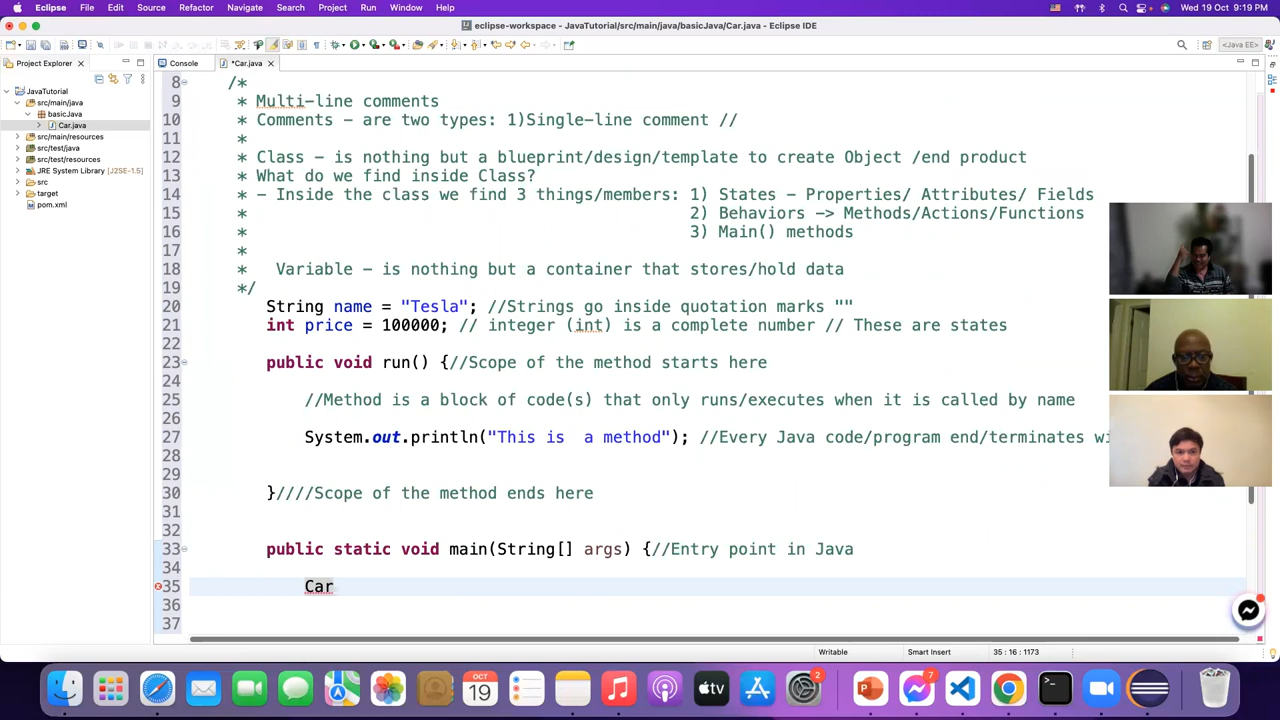 Eclipse File Edit Source Refactor Navigate Search Project Run Window Help
Wed 19 Oct 9:19 PM
eclipse-workspace - JavaTutorial/src/main/java/basicJava/Car.java - Eclipse IDE
<Java EE>
Project Explorer
Console
*Car.java
JavaTutorial
src/main/java
basicJava
Car.java
src/main/resources
src/test/java
src/test/resources
JRE System Library [J2SE-1.5]
src
target
pom.xml
8 /*
9 * Multi-line comments
10 * Comments - are two types: 1)Single-line comment //
11 *
12 * Class - is nothing but a blueprint/design/template to create Object /end product
13 * What do we find inside Class?
14 * - Inside the class we find 3 things/members: 1) States - Properties/ Attributes/ Fields
15 * 2) Behaviors -> Methods/Actions/Functions
16 * 3) Main() methods
17 *
18 * Variable - is nothing but a container that stores/hold data
19 */
20 String name = "Tesla"; //Strings go inside quotation marks ""
21 int price = 100000; // integer (int) is a complete number // These are states
22
23 public void run() {//Scope of the method starts here
24
25 //Method is a block of code(s) that only runs/executes when it is called by name
26
27 System.out.println("This is  a method"); //Every Java code/program end/terminates wi
28
29
30 }////Scope of the method ends here
31
32
33 public static void main(String[] args) {//Entry point in Java
34
35 Car
36
37
Writable
Smart Insert
35 : 16 : 1173
OCT
19
2
7
tv